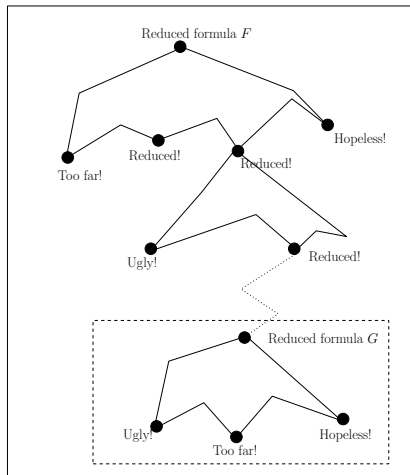 Reduced formula F
Hopeless!
Reduced!
Reduced!
Too far!
Ugly!
Reduced!
Reduced formula G
Ugly!
Hopeless!
Too far!